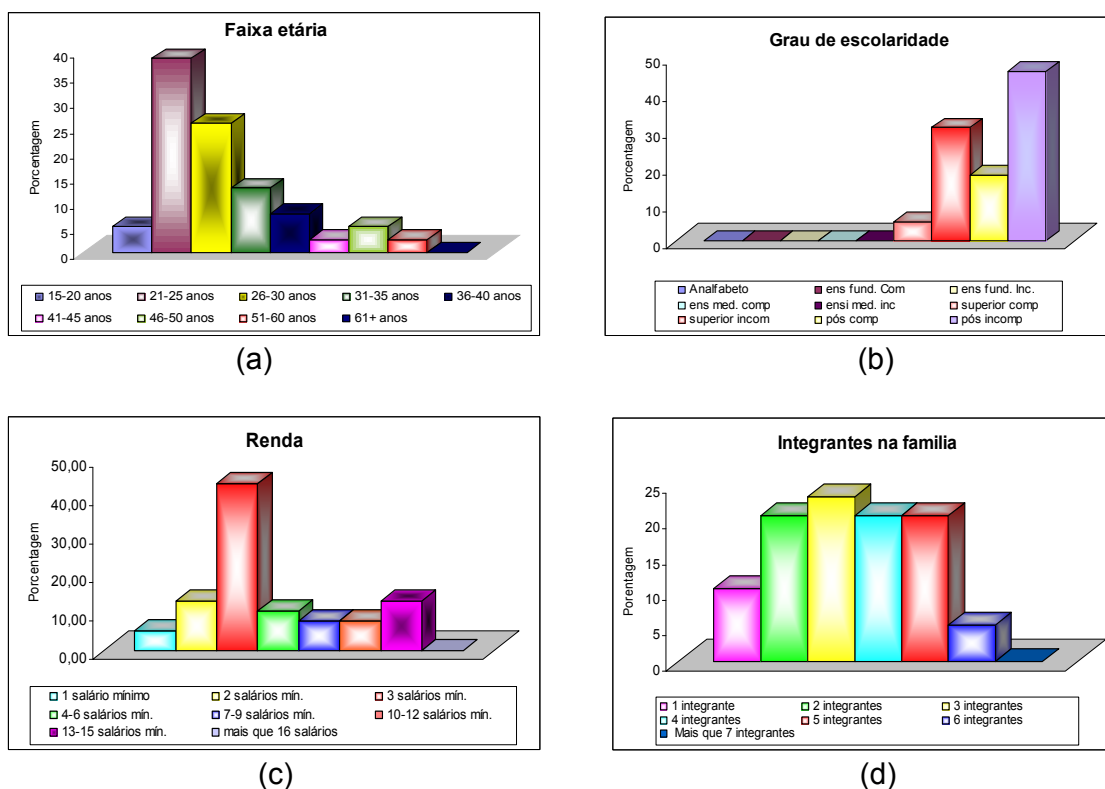 Faixa etária
Porcentagem
40
35
30
25
20
15
10
5
0
15-20 anos 21-25 anos 26-30 anos 31-35 anos 36-40 anos
41-45 anos 46-50 anos 51-60 anos 61+ anos
(a)
Grau de escolaridade
Porcentagem
50
40
30
20
10
0
Analfabeto ens fund. Com ens fund. Inc.
ens med. comp ensi med. inc superior comp
superior incom pós comp pós incomp
(b)
Renda
Porcentagem
50,00
40,00
30,00
20,00
10,00
0,00
1 salário mínimo 2 salários mín. 3 salários mín.
4-6 salários mín. 7-9 salários mín. 10-12 salários mín.
13-15 salários mín. mais que 16 salários
(c)
Integrantes na familia
Porentagem
25
20
15
10
5
0
1 integrante 2 integrantes 3 integrantes
4 integrantes 5 integrantes 6 integrantes
Mais que 7 integrantes
(d)